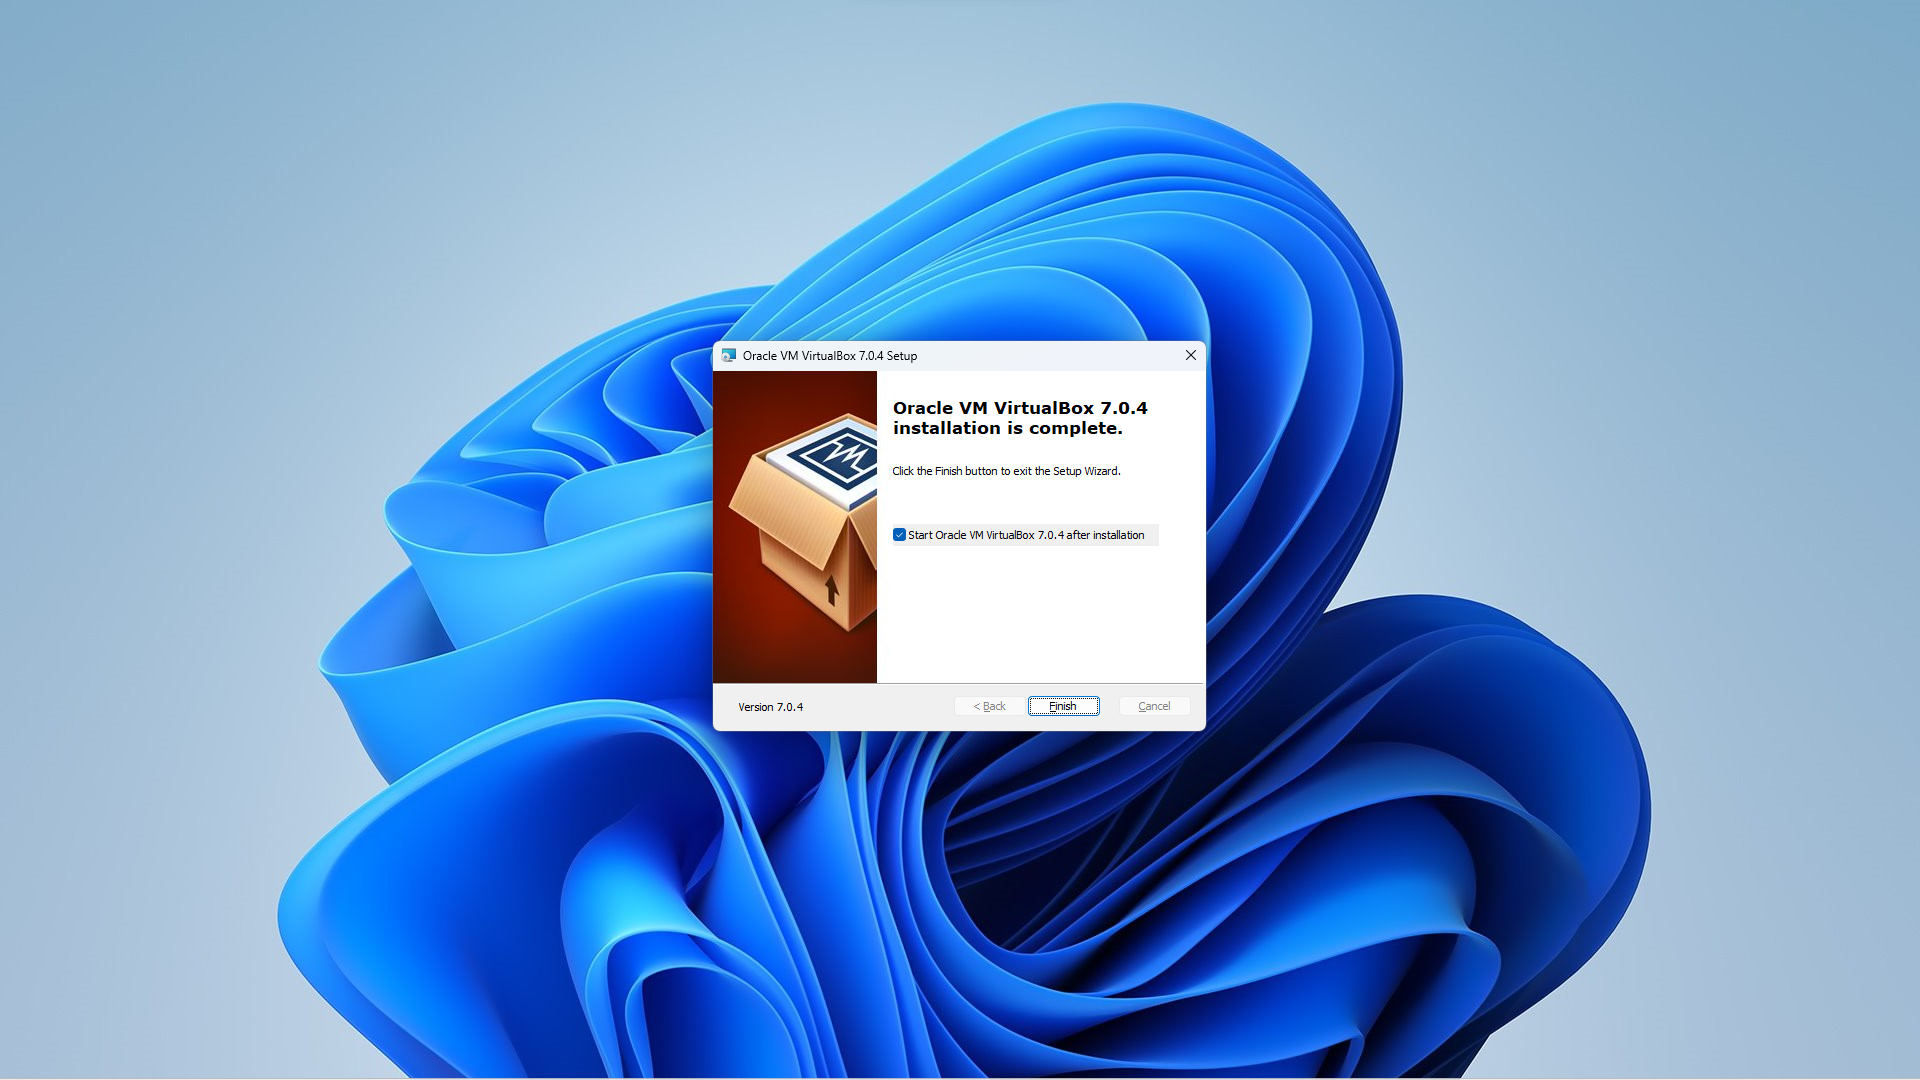 Oracle VM VirtualBox 7.0.4 Setup
Oracle VM VirtualBox 7.0.4
installation is complete.
Click the Finish button to exit the Setup Wizard.
Start Oracle VM VirtualBox 7.0.4 after installation
Version 7.0.4
< Back
Finish
Cancel